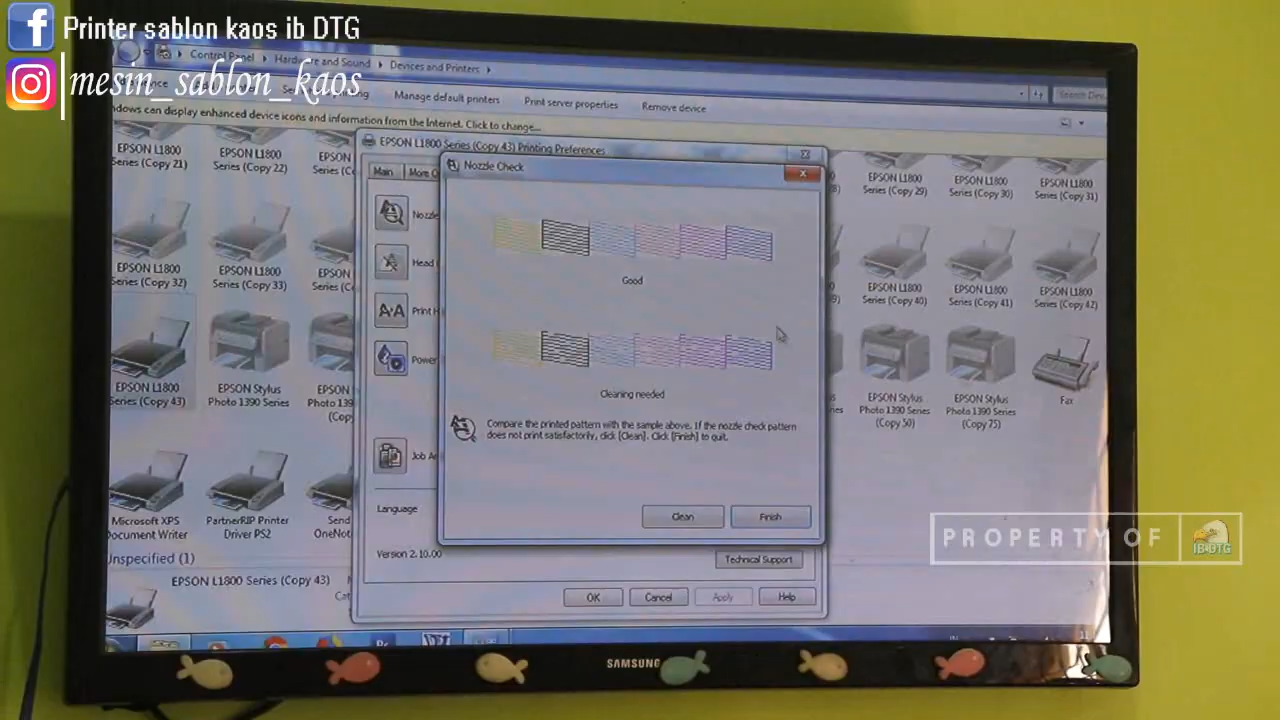 Printer sablon kaos ib DTG
mesin_sablon_kaos
Control Panel Hardware and Sound Devices and Printers
Manage default printers Print server properties Remove device
Windows can display enhanced device icons and information from the Internet. Click to change...
EPSON L1800 Series (Copy 43) Printing Preferences
Main
Nozzle Check
EPSON L1800 Series (Copy 21)
EPSON L1800 Series (Copy 22)
EPSON L1800 Series (Copy 29)
EPSON L1800 Series (Copy 30)
EPSON L1800 Series (Copy 31)
Good
EPSON L1800 Series (Copy 32)
EPSON L1800 Series (Copy 33)
EPSON L1800 Series (Copy 40)
EPSON L1800 Series (Copy 41)
EPSON L1800 Series (Copy 42)
Head
Cleaning needed
Compare the printed pattern with the sample above. If the nozzle check pattern
does not print satisfactorily, click [Clean]. Click [Finish] to quit.
EPSON L1800 Series (Copy 43)
EPSON Stylus Photo 1390 Series
EPSON Stylus Photo 1390 Series (Copy 50)
EPSON Stylus Photo 1390 Series (Copy 75)
Fax
Power
Clean Finish
Language
Version 2.10.00
Technical Support
OK Cancel Apply Help
Microsoft XPS Document Writer
PartnerRIP Printer Driver PS2
Send
Unspecified (1)
EPSON L1800 Series (Copy 43)
PROPERTY OF IB DTG
SAMSUNG